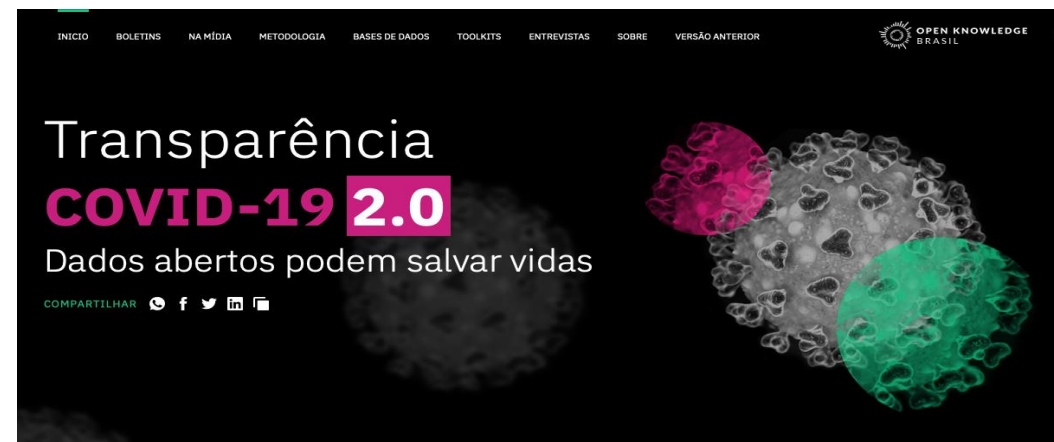 INICIO BOLETINS NA MÍDIA METODOLOGIA BASES DE DADOS TOOLKITS ENTREVISTAS SOBRE VERSÃO ANTERIOR
OPEN KNOWLEDGE
BRASIL
Transparência
COVID-19 2.0
Dados abertos podem salvar vidas
COMPARTILHAR